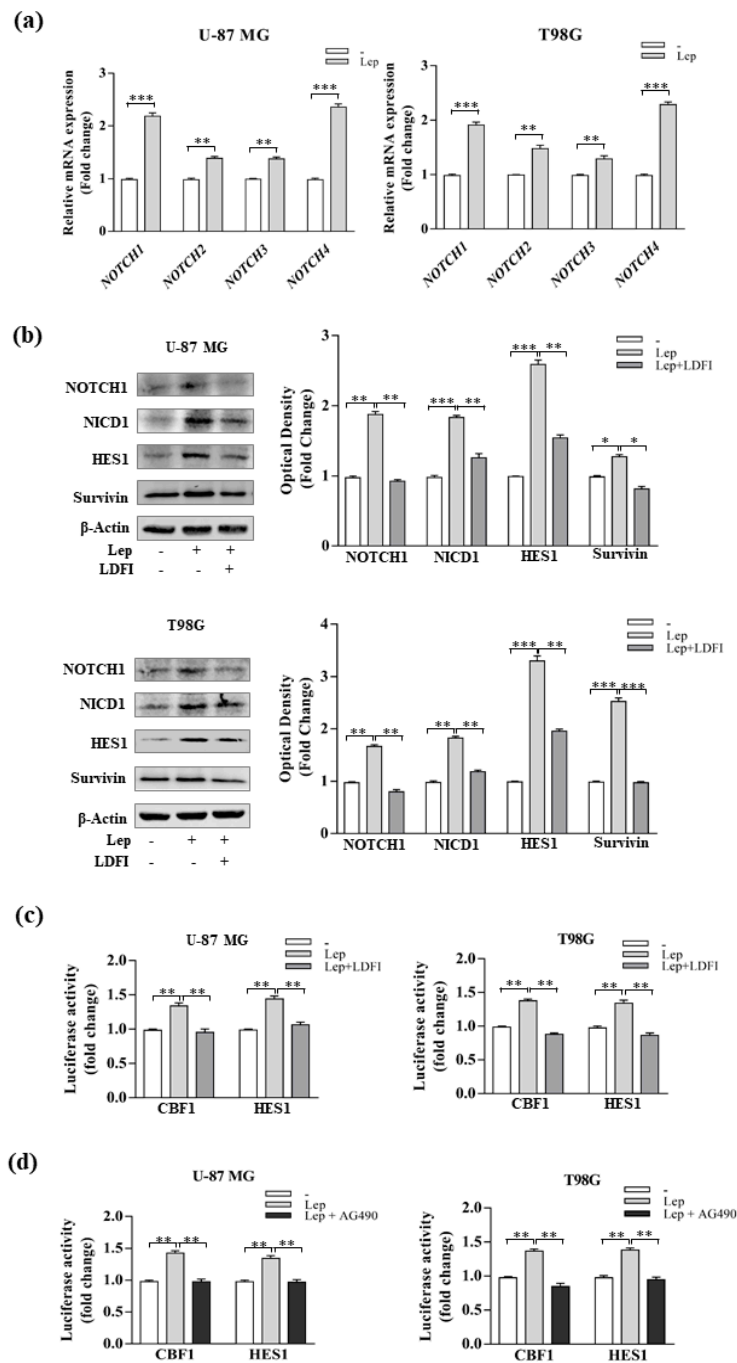 (a)
U-87 MG
-
Lep
Relative mRNA expression
(Fold change)
3
2
1
0
***
**
**
***
NOTCH1
NOTCH2
NOTCH3
NOTCH4
T98G
-
Lep
Relative mRNA expression
(Fold change)
3
2
1
0
***
**
**
***
NOTCH1
NOTCH2
NOTCH3
NOTCH4
(b)
U-87 MG
NOTCH1
NICD1
HES1
Survivin
β-Actin
Lep - + +
LDFI - - +
-
Lep
Lep+LDFI
Optical Density
(Fold Change)
3
2
1
0
** **
*** **
*** **
* *
NOTCH1 NICD1 HES1 Survivin
T98G
NOTCH1
NICD1
HES1
Survivin
β-Actin
Lep - + +
LDFI - - +
-
Lep
Lep+LDFI
Optical Density
(Fold Change)
4
3
2
1
0
** **
** **
*** **
*** ***
NOTCH1 NICD1 HES1 Survivin
(c)
U-87 MG
-
Lep
Lep+LDFI
Luciferase activity
(fold change)
2.0
1.5
1.0
0.5
0.0
** **
** **
CBF1 HES1
T98G
-
Lep
Lep+LDFI
Luciferase activity
(fold change)
2.0
1.5
1.0
0.5
0.0
** **
** **
CBF1 HES1
(d)
U-87 MG
-
Lep
Lep + AG490
Luciferase activity
(fold change)
2.0
1.5
1.0
0.5
0.0
** **
** **
CBF1 HES1
T98G
-
Lep
Lep + AG490
Luciferase activity
(fold change)
2.0
1.5
1.0
0.5
0.0
** **
** **
CBF1 HES1